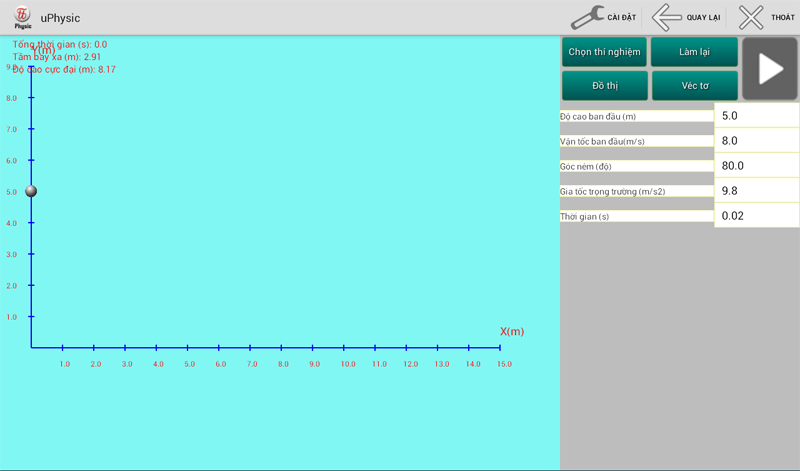 Physic
uPhysic
CÀI ĐẶT
QUAY LẠI
THOÁT
Tổng thời gian (s): 0.0
Y(m)
Tầm bay xa (m): 2.91
Độ cao cực đại (m): 8.17
9.0
8.0
7.0
6.0
5.0
4.0
3.0
2.0
1.0
X(m)
1.0 2.0 3.0 4.0 5.0 6.0 7.0 8.0 9.0 10.0 11.0 12.0 13.0 14.0 15.0
Chọn thí nghiệm
Làm lại
Đồ thị
Véc tơ
Độ cao ban đầu (m) 5.0
Vận tốc ban đầu(m/s) 8.0
Góc ném (độ) 80.0
Gia tốc trọng trường (m/s2) 9.8
Thời gian (s) 0.02